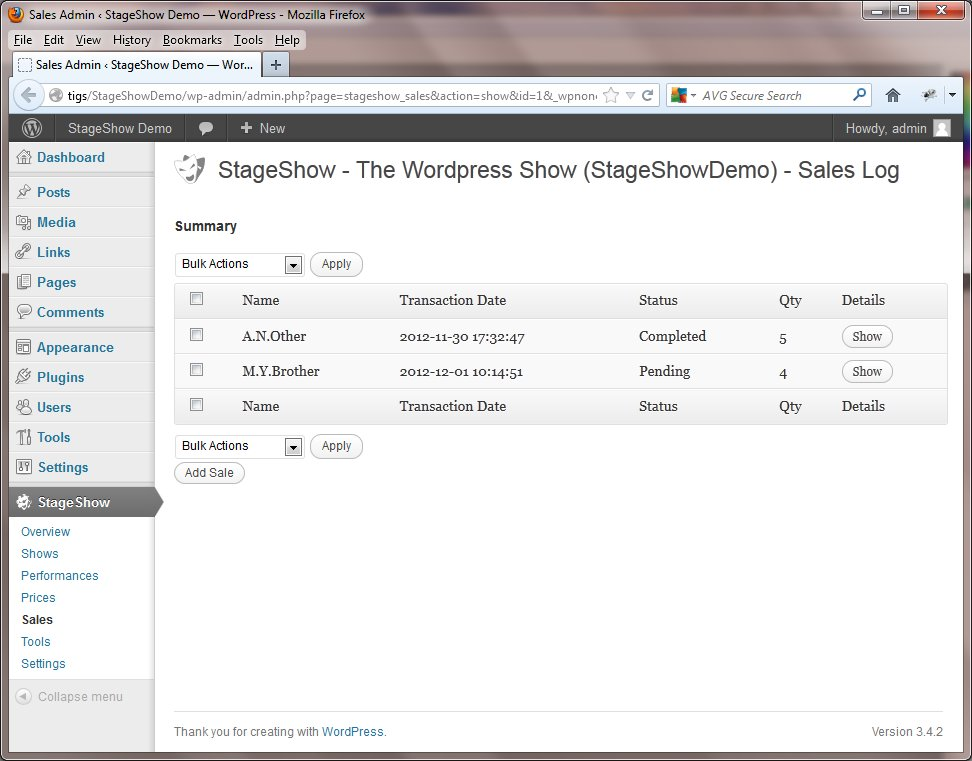 Sales Admin ‹ StageShow Demo — WordPress - Mozilla Firefox
File Edit View History Bookmarks Tools Help
Sales Admin ‹ StageShow Demo — Wor...
tigs/StageShowDemo/wp-admin/admin.php?page=stageshow_sales&action=show&id=1&_wpnon
AVG Secure Search
StageShow Demo
+ New
Howdy, admin
Dashboard
Posts
Media
Links
Pages
Comments
Appearance
Plugins
Users
Tools
Settings
StageShow
Overview
Shows
Performances
Prices
Sales
Tools
Settings
Collapse menu
StageShow - The Wordpress Show (StageShowDemo) - Sales Log
Summary
Bulk Actions Apply
Name Transaction Date Status Qty Details
A.N.Other 2012-11-30 17:32:47 Completed 5 Show
M.Y.Brother 2012-12-01 10:14:51 Pending 4 Show
Name Transaction Date Status Qty Details
Bulk Actions Apply
Add Sale
Thank you for creating with WordPress.
Version 3.4.2